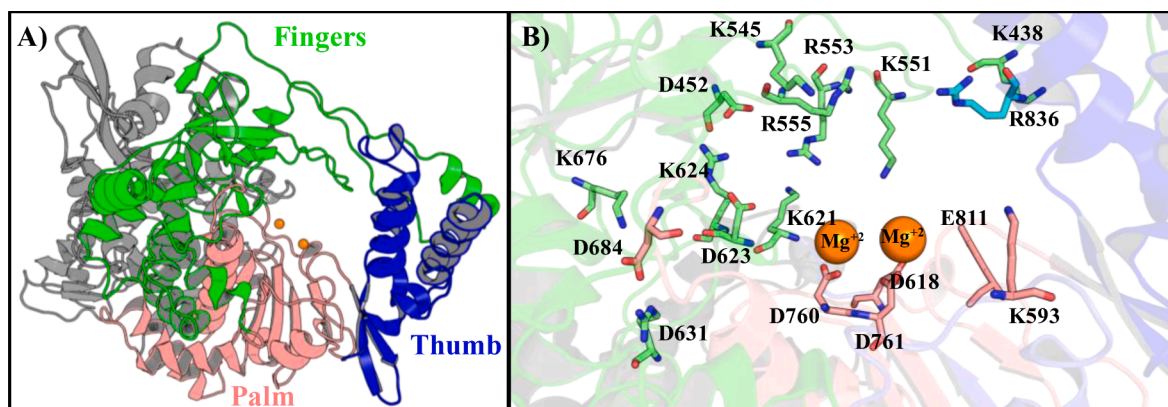 A)
Fingers
Thumb
Palm
B)
K545
R553
K438
K551
D452
R555
R836
K676
K624
K621
E811
Mg+2
Mg+2
D684
D623
D618
D760
K593
D631
D761